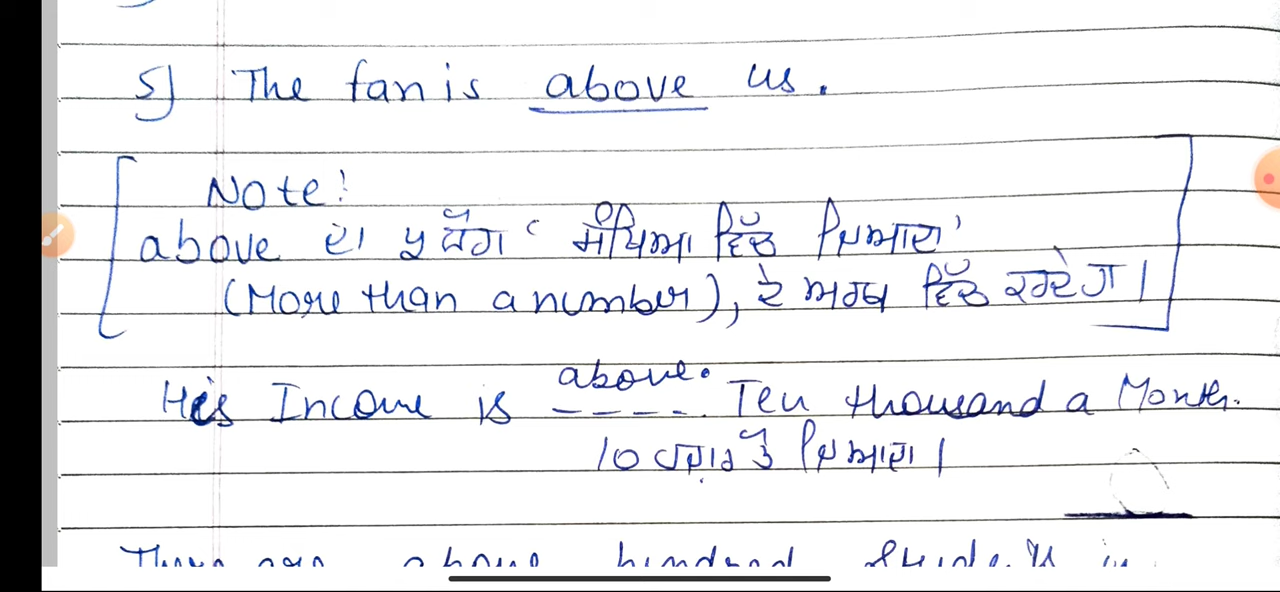 5) The fan is above us.
Note!
above ਦਾ ਪ੍ਰਯੋਗ ‘ ਸੰਖਿਆ ਵਿੱਚ ਜ਼ਿਆਦਾ’
(More than a number), ਦੇ ਅਰਥ ਵਿੱਚ ਕਰਦੇ ਹਾਂ।
above.
His Income is ----- Ten thousand a Month.
10 ਹਜ਼ਾਰ ਤੋਂ ਜ਼ਿਆਦਾ।
hundred